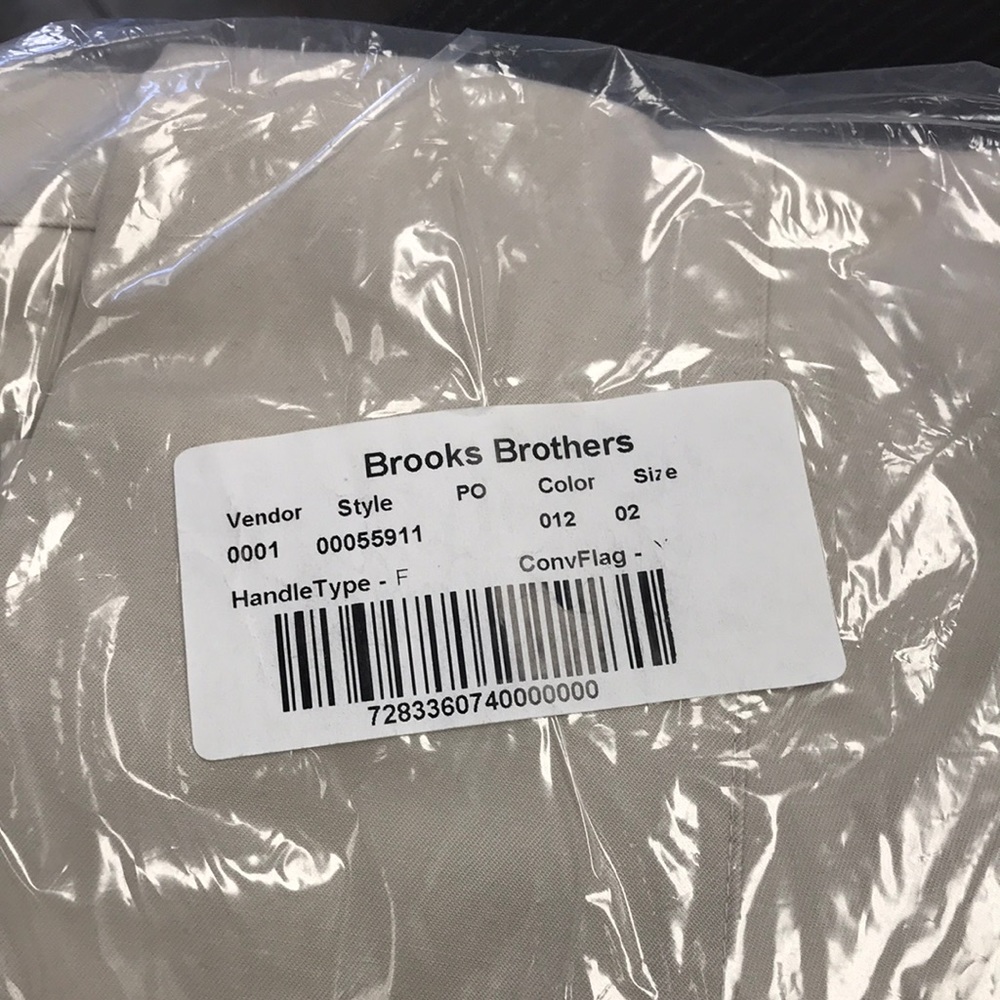 Brooks Brothers
Vendor Style PO Color Size
0001 00055911 012 02
HandleType - F ConvFlag -
7283360740000000